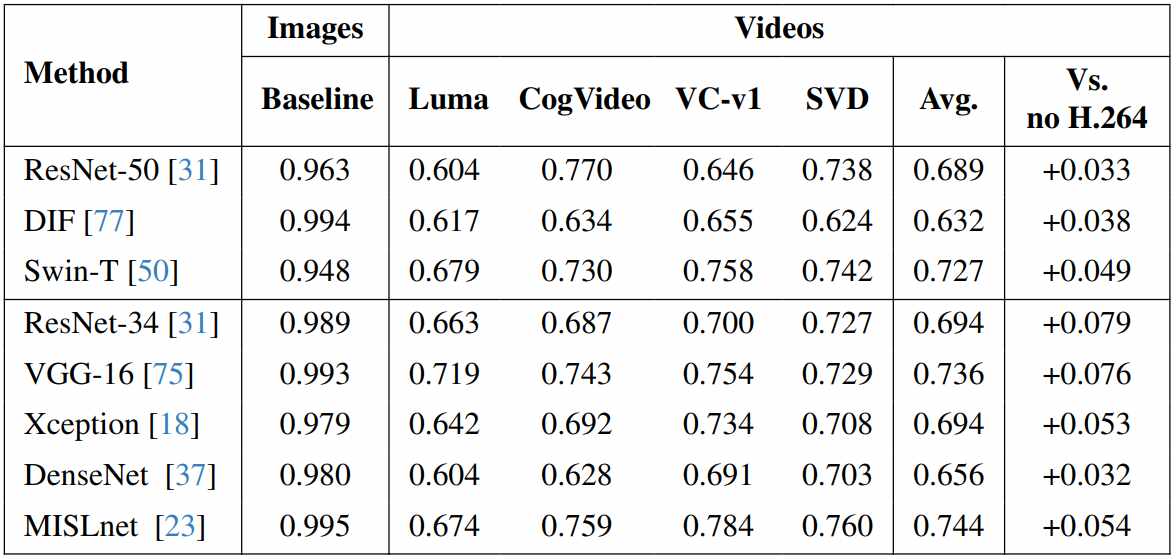 Method Images Videos
Baseline Luma CogVideo VC-v1 SVD Avg. Vs. no H.264
ResNet-50 [31] 0.963 0.604 0.770 0.646 0.738 0.689 +0.033
DIF [77] 0.994 0.617 0.634 0.655 0.624 0.632 +0.038
Swin-T [50] 0.948 0.679 0.730 0.758 0.742 0.727 +0.049
ResNet-34 [31] 0.989 0.663 0.687 0.700 0.727 0.694 +0.079
VGG-16 [75] 0.993 0.719 0.743 0.754 0.729 0.736 +0.076
Xception [18] 0.979 0.642 0.692 0.734 0.708 0.694 +0.053
DenseNet [37] 0.980 0.604 0.628 0.691 0.703 0.656 +0.032
MISLnet [23] 0.995 0.674 0.759 0.784 0.760 0.744 +0.054